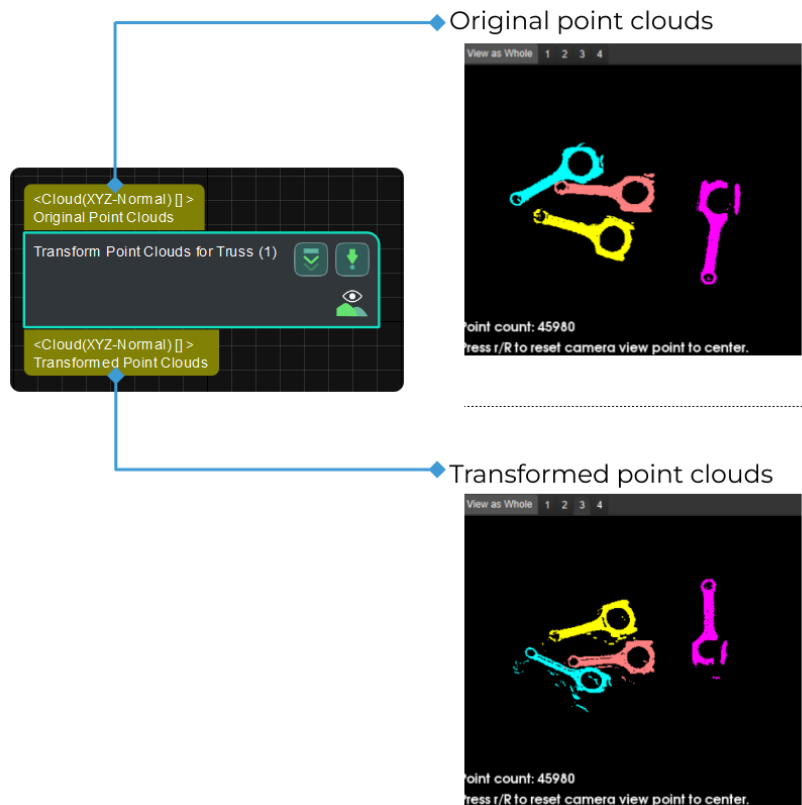 Original point clouds
View as Whole 1 2 3 4
<Cloud(XYZ-Normal) [] >
Original Point Clouds
Transform Point Clouds for Truss (1)
<Cloud(XYZ-Normal) [] >
Transformed Point Clouds
Point count: 45980
Press r/R to reset camera view point to center.
Transformed point clouds
View as Whole 1 2 3 4
Point count: 45980
Press r/R to reset camera view point to center.